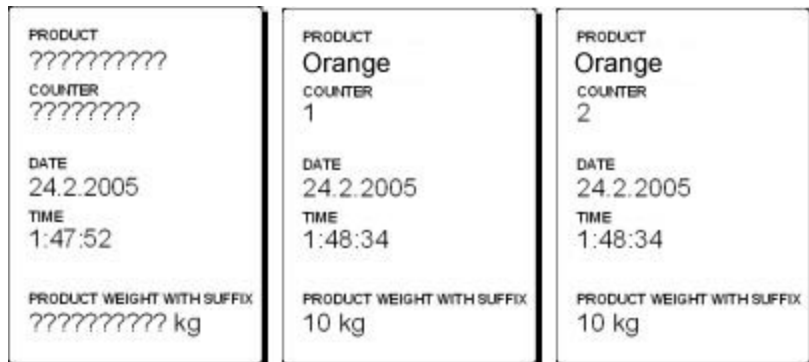 PRODUCT
??????????
COUNTER
????????
DATE
24.2.2005
TIME
1:47:52
PRODUCT WEIGHT WITH SUFFIX
?????????? kg
PRODUCT
Orange
COUNTER
1
DATE
24.2.2005
TIME
1:48:34
PRODUCT WEIGHT WITH SUFFIX
10 kg
PRODUCT
Orange
COUNTER
2
DATE
24.2.2005
TIME
1:48:34
PRODUCT WEIGHT WITH SUFFIX
10 kg